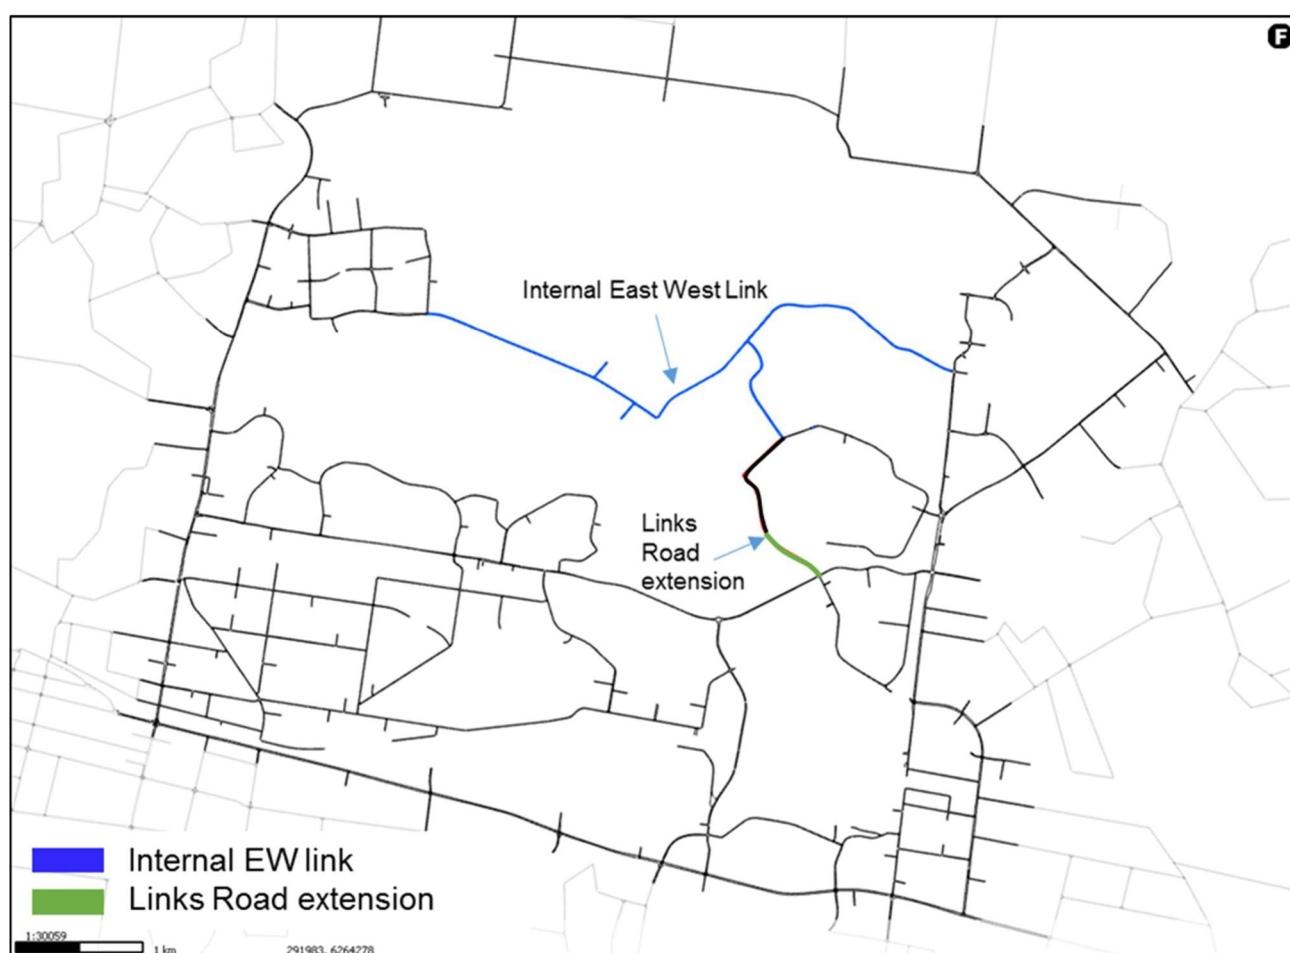 F
Internal East West Link
Links
Road
extension
Internal EW link
Links Road extension
1:30059
1 km
291983, 6264278